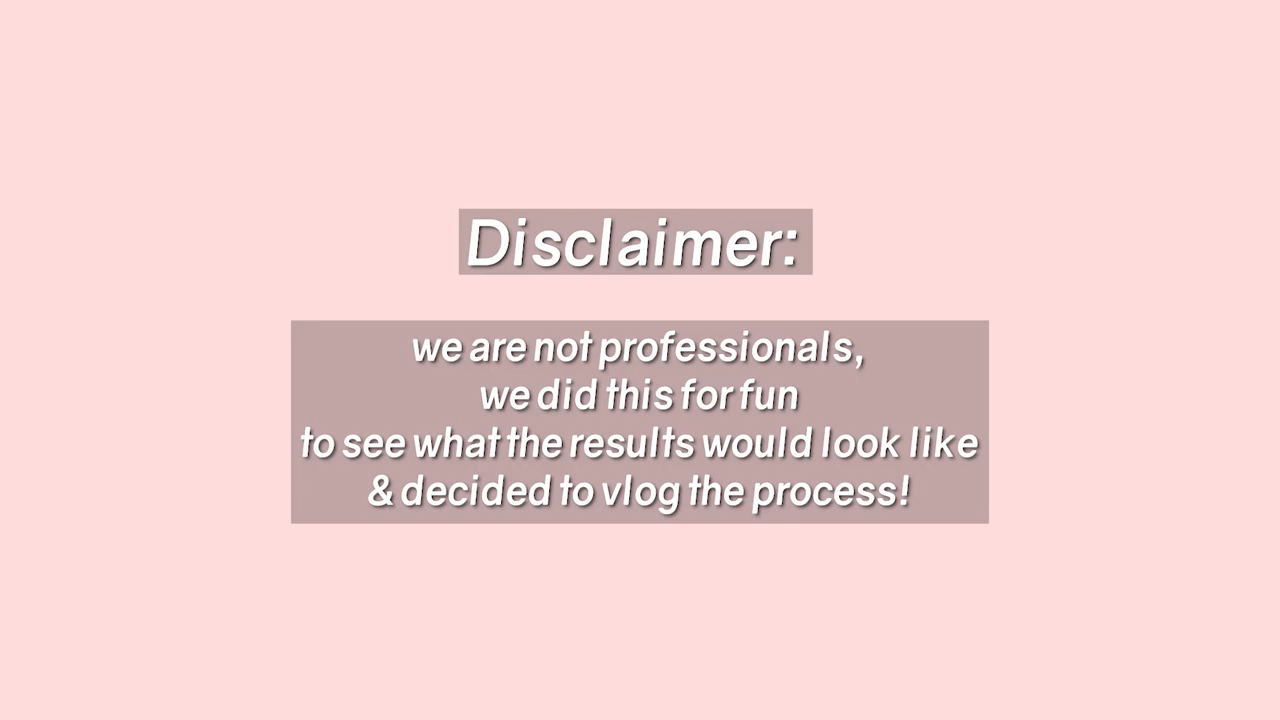 Disclaimer:
we are not professionals,
we did this for fun
to see what the results would look like
& decided to vlog the process!